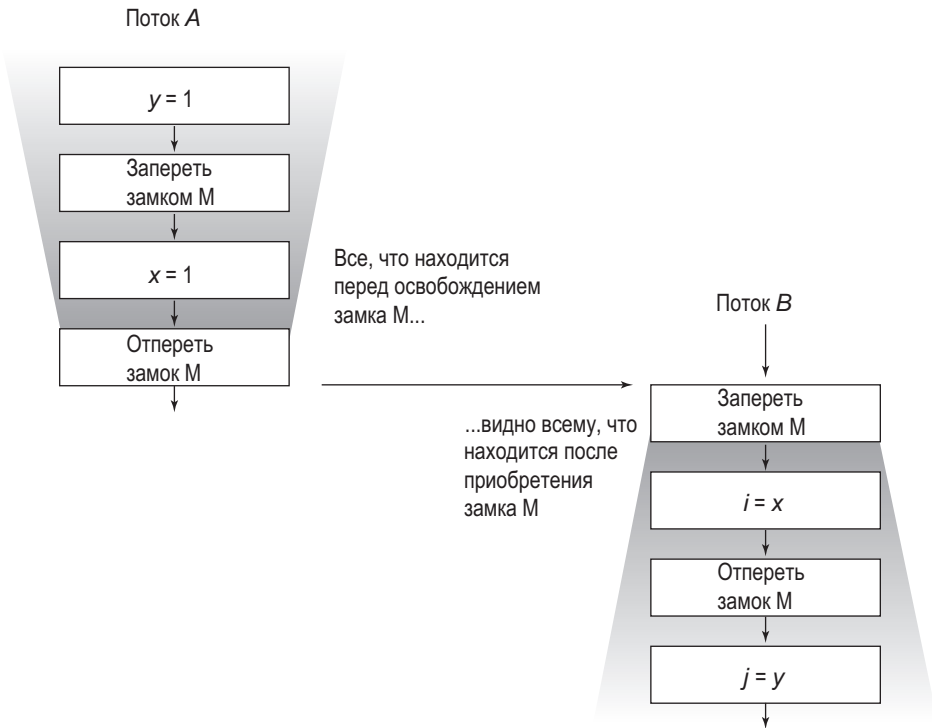 Поток A
y = 1
Запереть
замком М
x = 1
Отпереть
замок М
Все, что находится
перед освобождением
замка М...
Поток B
...видно всему, что
находится после
приобретения
замка М
Запереть
замком М
i = x
Отпереть
замок М
j = y